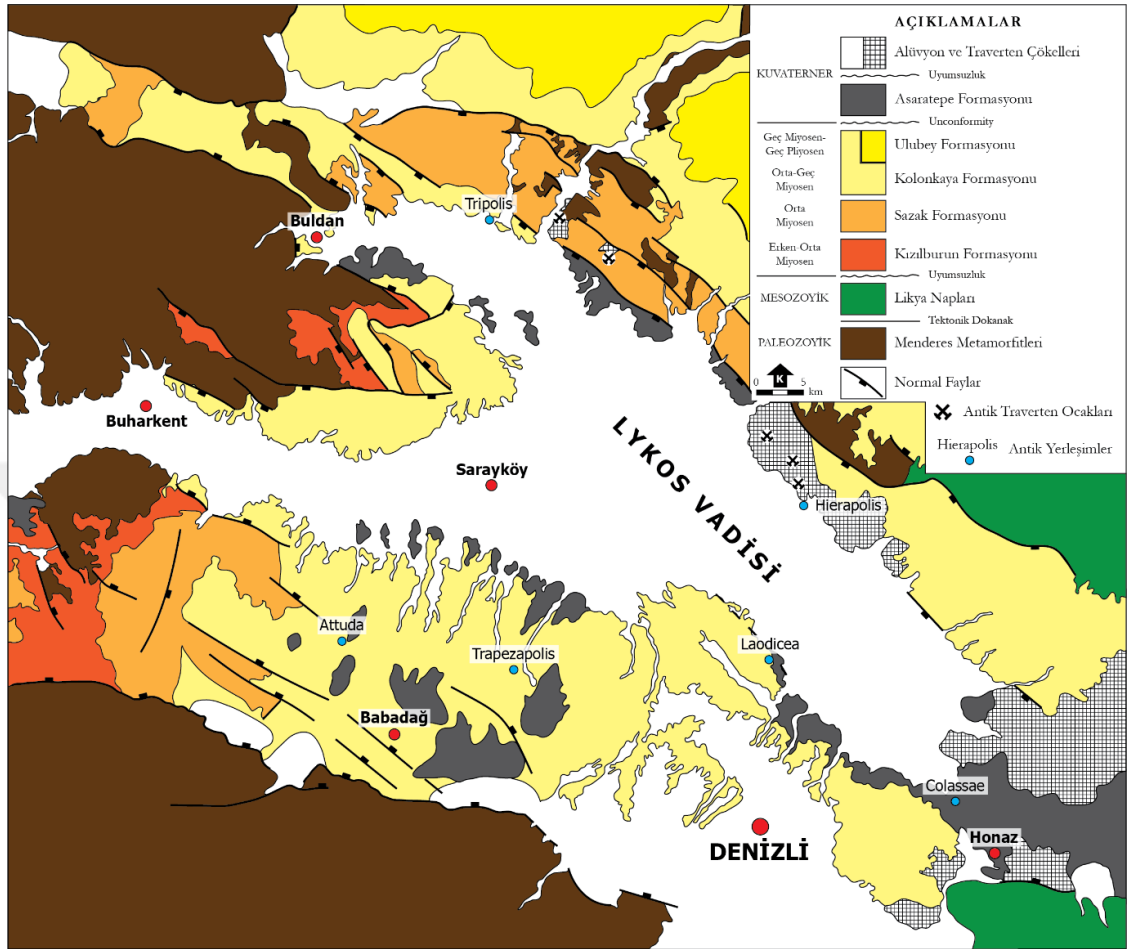 AÇIKLAMALAR
KUVATERNER
Alüvyon ve Traverten Çökelleri
Uyumsuzluk
Asaratepe Formasyonu
Unconformity
Geç Miyosen-
Geç Pliyosen
Ulubey Formasyonu
Orta-Geç
Miyosen
Kolonkaya Formasyonu
Orta
Miyosen
Sazak Formasyonu
Erken-Orta
Miyosen
Kızılburun Formasyonu
Uyumsuzluk
MESOZOYİK
Likya Napları
Tektonik Dokanak
PALEOZOYİK
Menderes Metamorfitleri
K
0 5
km
Normal Faylar
Antik Traverten Ocakları
Hierapolis
Antik Yerleşimler
Tripolis
Buldan
Buharkent
Sarayköy
LYKOS VADİSİ
Hierapolis
Attuda
Trapezapolis
Laodicea
Babadağ
Colassae
Honaz
DENİZLİ